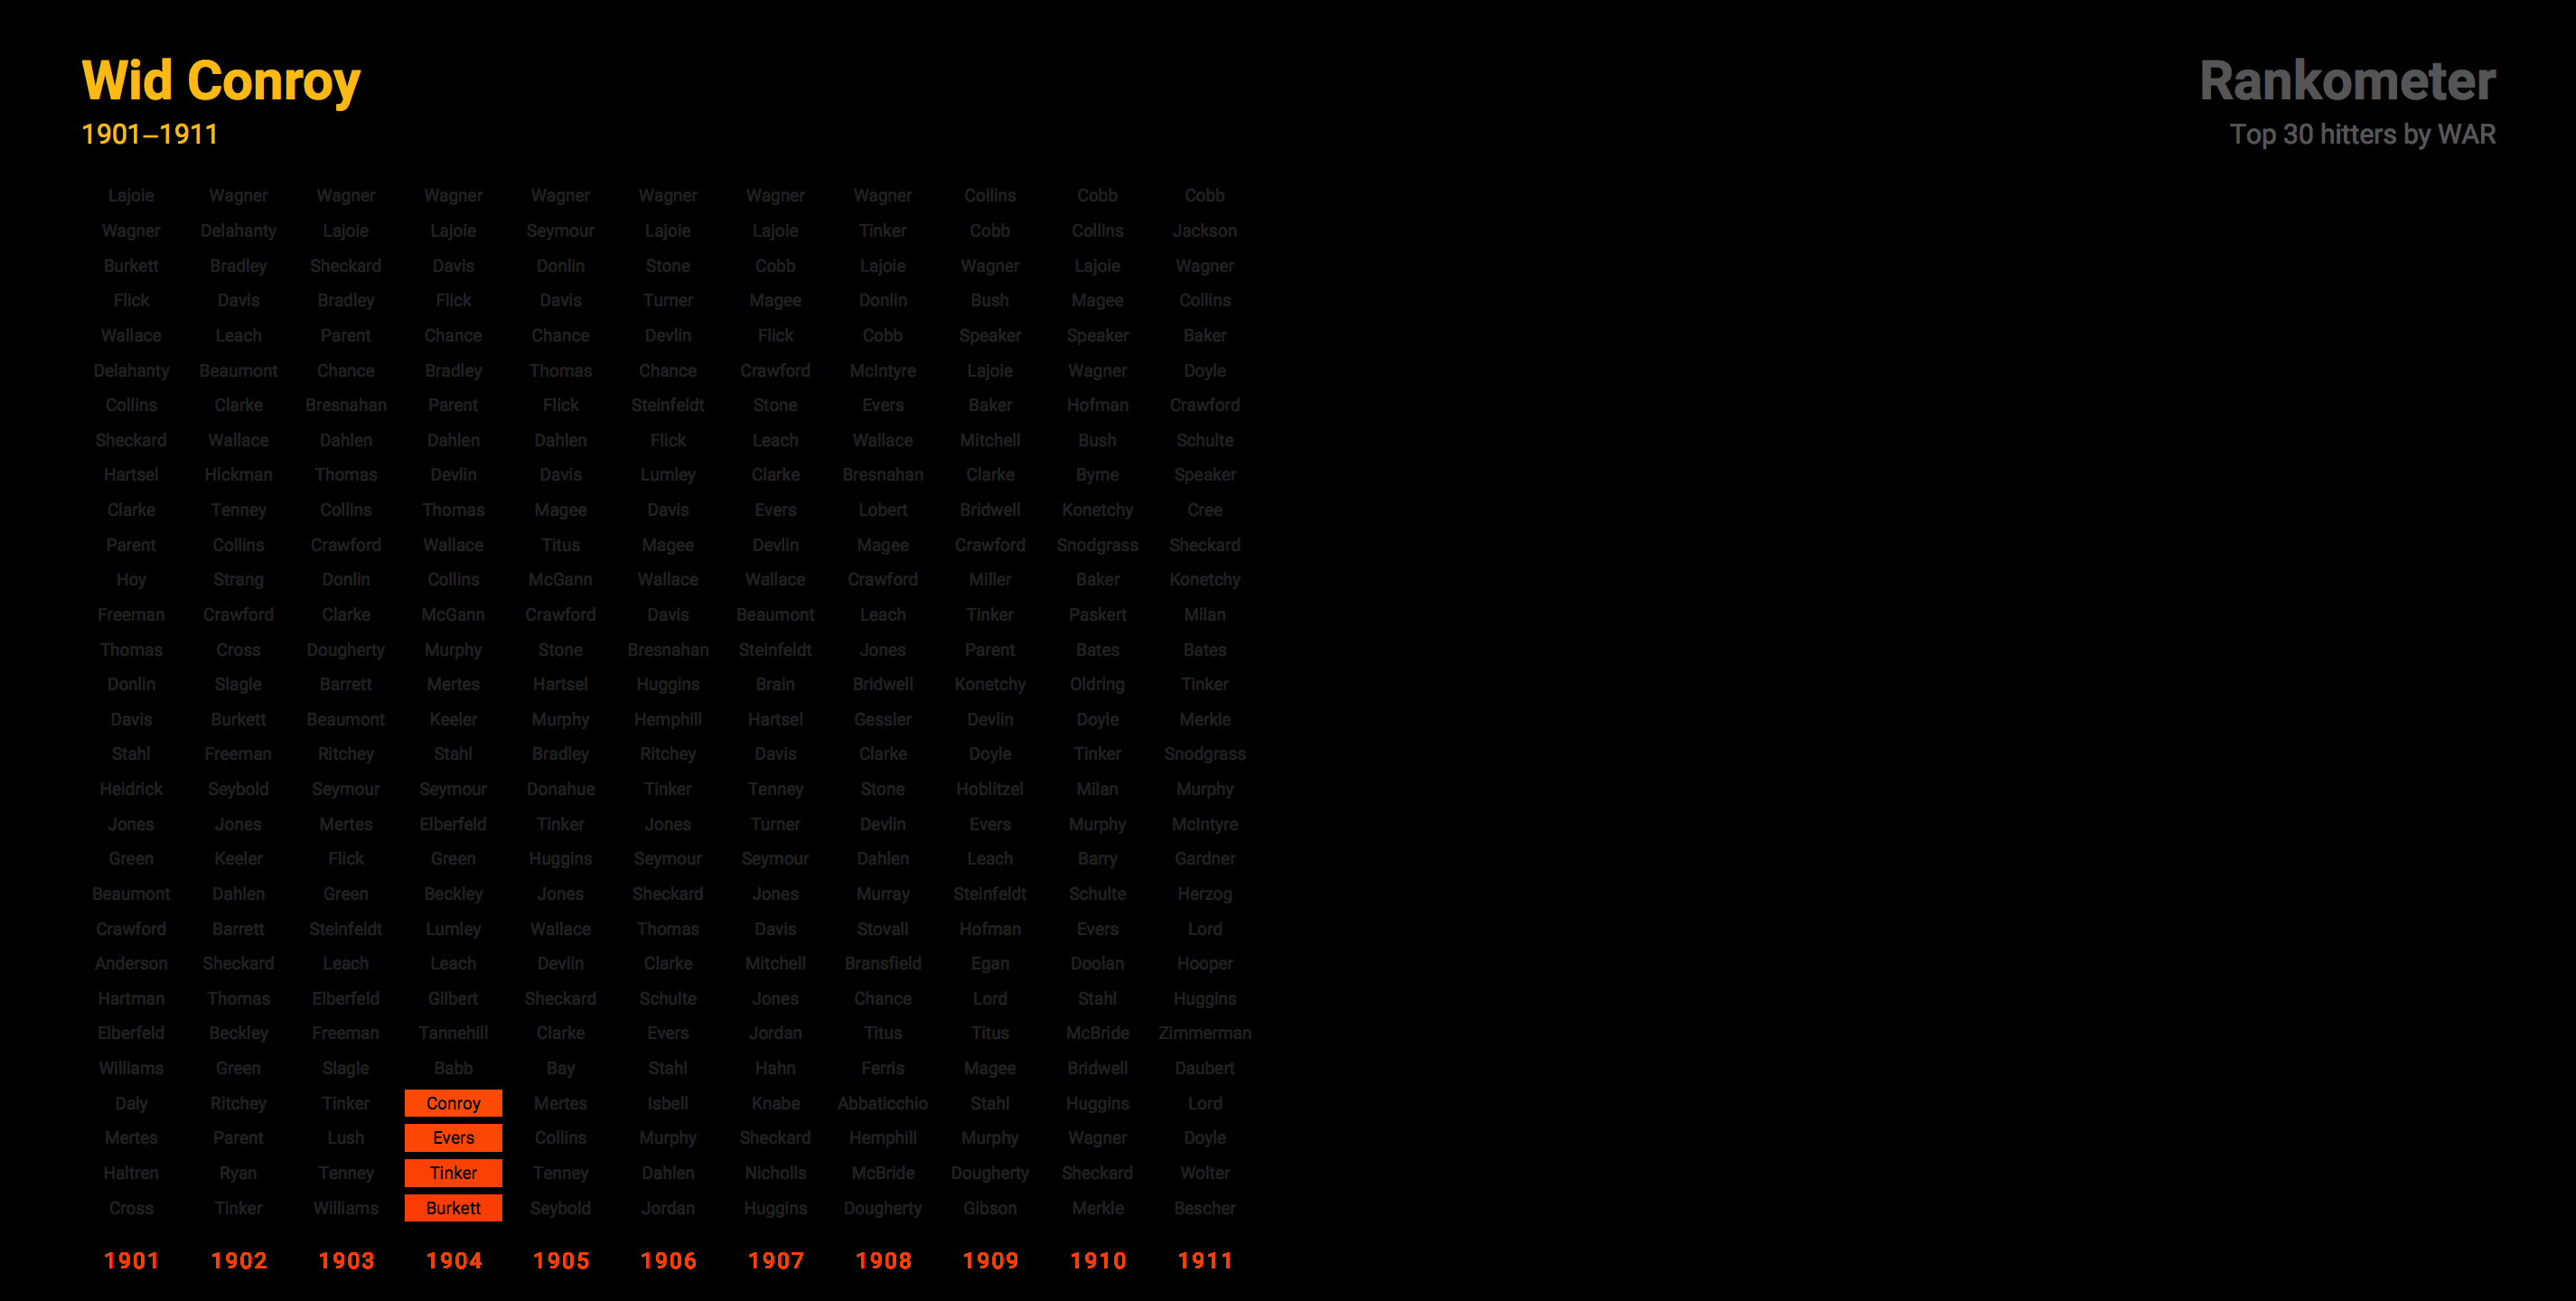 Wid Conroy
1901–1911
Rankometer
Top 30 hitters by WAR
Lajoie Wagner Wagner Wagner Wagner Wagner Wagner Wagner Collins Cobb Cobb
Wagner Delahanty Lajoie Lajoie Seymour Lajoie Lajoie Tinker Cobb Collins Jackson
Burkett Bradley Sheckard Davis Donlin Stone Cobb Lajoie Wagner Lajoie Wagner
Flick Davis Bradley Flick Davis Turner Magee Donlin Bush Magee Collins
Wallace Leach Parent Chance Chance Devlin Flick Cobb Speaker Speaker Baker
Delahanty Beaumont Chance Bradley Thomas Chance Crawford McIntyre Lajoie Wagner Doyle
Collins Clarke Bresnahan Parent Flick Steinfeldt Stone Evers Baker Hofman Crawford
Sheckard Wallace Dahlen Dahlen Dahlen Flick Leach Wallace Mitchell Bush Schulte
Hartsel Hickman Thomas Devlin Davis Lumley Clarke Bresnahan Clarke Byrne Speaker
Clarke Tenney Collins Thomas Magee Davis Evers Lobert Bridwell Konetchy Cree
Parent Collins Crawford Wallace Titus Magee Devlin Magee Crawford Snodgrass Sheckard
Hoy Strang Donlin Collins McGann Wallace Wallace Crawford Miller Baker Konetchy
Freeman Crawford Clarke McGann Crawford Davis Beaumont Leach Tinker Paskert Milan
Thomas Cross Dougherty Murphy Stone Bresnahan Steinfeldt Jones Parent Bates Bates
Donlin Slagle Barrett Mertes Hartsel Huggins Brain Bridwell Konetchy Oldring Tinker
Davis Burkett Beaumont Keeler Murphy Hemphill Hartsel Gessler Devlin Doyle Merkle
Stahl Freeman Ritchey Stahl Bradley Ritchey Davis Clarke Doyle Tinker Snodgrass
Heidrick Seybold Seymour Seymour Donahue Tinker Tenney Stone Hoblitzel Milan Murphy
Jones Jones Mertes Elberfeld Tinker Jones Turner Devlin Evers Murphy McIntyre
Green Keeler Flick Green Huggins Seymour Seymour Dahlen Leach Barry Gardner
Beaumont Dahlen Green Beckley Jones Sheckard Jones Murray Steinfeldt Schulte Herzog
Crawford Barrett Steinfeldt Lumley Wallace Thomas Davis Stovall Hofman Evers Lord
Anderson Sheckard Leach Leach Devlin Clarke Mitchell Bransfield Egan Doolan Hooper
Hartman Thomas Elberfeld Gilbert Sheckard Schulte Jones Chance Lord Stahl Huggins
Elberfeld Beckley Freeman Tannehill Clarke Evers Jordan Titus Titus McBride Zimmerman
Williams Green Slagle Babb Bay Stahl Hahn Ferris Magee Bridwell Daubert
Daly Ritchey Tinker Conroy Mertes Isbell Knabe Abbaticchio Stahl Huggins Lord
Mertes Parent Lush Evers Collins Murphy Sheckard Hemphill Murphy Wagner Doyle
Haltren Ryan Tenney Tinker Tenney Dahlen Nicholls McBride Dougherty Sheckard Wolter
Cross Tinker Williams Burkett Seybold Jordan Huggins Dougherty Gibson Merkle Bescher
1901 1902 1903 1904 1905 1906 1907 1908 1909 1910 1911